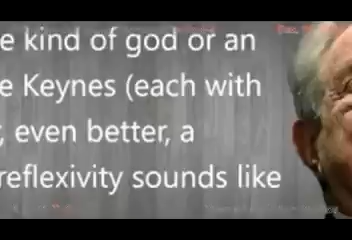 e kind of god or an
e Keynes (each with
, even better, a
reflexivity sounds like